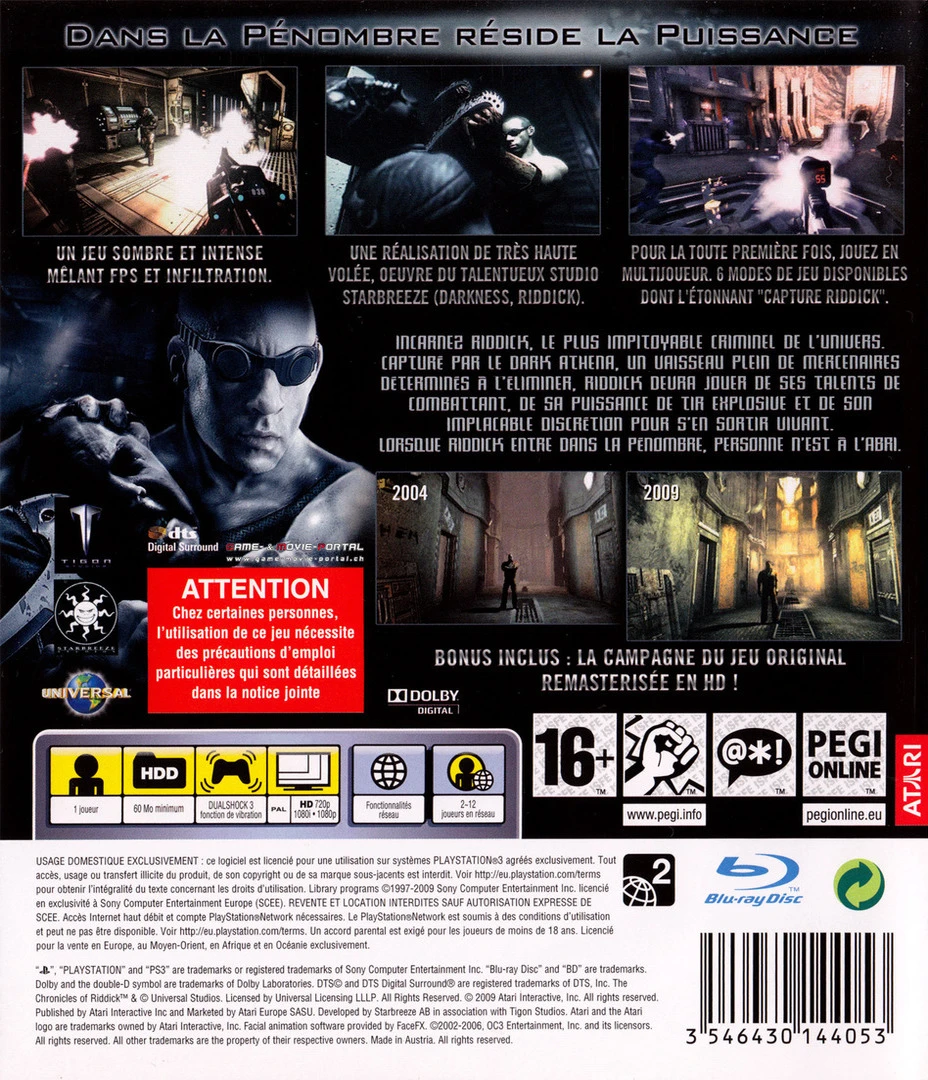 DANS LA PÉNOMBRE RÉSIDE LA PUISSANCE
UN JEU SOMBRE ET INTENSE
MÊLANT FPS ET INFILTRATION.
UNE RÉALISATION DE TRÈS HAUTE
VOLÉE, OEUVRE DU TALENTUEUX STUDIO
STARBREEZE (DARKNESS, RIDDICK).
55
POUR LA TOUTE PREMIÈRE FOIS, JOUEZ EN
MULTIJOUEUR. 6 MODES DE JEU DISPONIBLES
DONT L'ÉTONNANT "CAPTURE RIDDICK".
INCARNEZ RIDDICK, LE PLUS IMPITOYABLE CRIMINEL DE L'UNIVERS.
CAPTURÉ PAR LE DARK ATHENA, UN VAISSEAU PLEIN DE MERCENAIRES
DÉTERMINÉS À L'ÉLIMINER, RIDDICK DEVRA JOUER DE SES TALENTS DE
COMBATTANT, DE SA PUISSANCE DE TIR EXPLOSIVE ET DE SON
IMPLACABLE DISCRÉTION POUR S'EN SORTIR VIVANT.
LORSQUE RIDDICK ENTRE DANS LA PÉNOMBRE, PERSONNE N'EST À L'ABRI.
2004
2009
BONUS INCLUS : LA CAMPAGNE DU JEU ORIGINAL
REMASTERISÉE EN HD !
TIGON
STARBREEZE
UNIVERSAL
dts
Digital Surround
GAME- & MOVIE-PORTAL
www.game-movie-portal.ch
ATTENTION
Chez certaines personnes,
l'utilisation de ce jeu nécessite
des précautions d'emploi
particulières qui sont détaillées
dans la notice jointe
DOLBY
DIGITAL
1 joueur
HDD
60 Mo minimum
DUALSHOCK 3
fonction de vibration
PAL
HD 720p
1080i • 1080p
Fonctionnalités
réseau
2-12
joueurs en réseau
16+
™
™
www.pegi.info
@*!
™
PEGI
ONLINE
™
pegionline.eu
ATARI
USAGE DOMESTIQUE EXCLUSIVEMENT : ce logiciel est licencié pour une utilisation sur systèmes PLAYSTATION®3 agréés exclusivement. Tout
accès, usage ou transfert illicite du produit, de son copyright ou de sa marque sous-jacents est interdit. Voir http://eu.playstation.com/terms
pour obtenir l'intégralité du texte concernant les droits d'utilisation. Library programs ©1997-2009 Sony Computer Entertainment Inc. licencié
en exclusivité à Sony Computer Entertainment Europe (SCEE). REVENTE ET LOCATION INTERDITES SAUF AUTORISATION EXPRESSE DE
SCEE. Accès Internet haut débit et compte PlayStation®Network nécessaires. Le PlayStation®Network est soumis à des conditions d'utilisation
et peut ne pas être disponible. Voir http://eu.playstation.com/terms. Un accord parental est exigé pour les joueurs de moins de 18 ans. Licencié
pour la vente en Europe, au Moyen-Orient, en Afrique et en Océanie exclusivement.
2
Blu-ray Disc
™
" ", "PLAYSTATION" and "PS3" are trademarks or registered trademarks of Sony Computer Entertainment Inc. "Blu-ray Disc" and "BD" are trademarks.
Dolby and the double-D symbol are trademarks of Dolby Laboratories. DTS© and DTS Digital Surround® are registered trademarks of DTS, Inc. The
Chronicles of Riddick™ & © Universal Studios. Licensed by Universal Licensing LLLP. All Rights Reserved. © 2009 Atari Interactive, Inc. All rights reserved.
Published by Atari Interactive Inc and Marketed by Atari Europe SASU. Developed by Starbreeze AB in association with Tigon Studios. Atari and the Atari
logo are trademarks owned by Atari Interactive, Inc. Facial animation software provided by FaceFX. ©2002-2006, OC3 Entertainment, Inc. and its licensors.
All rights reserved. All other trademarks are the property of their respective owners. Made in Austria. All rights reserved.
3 546430 144053